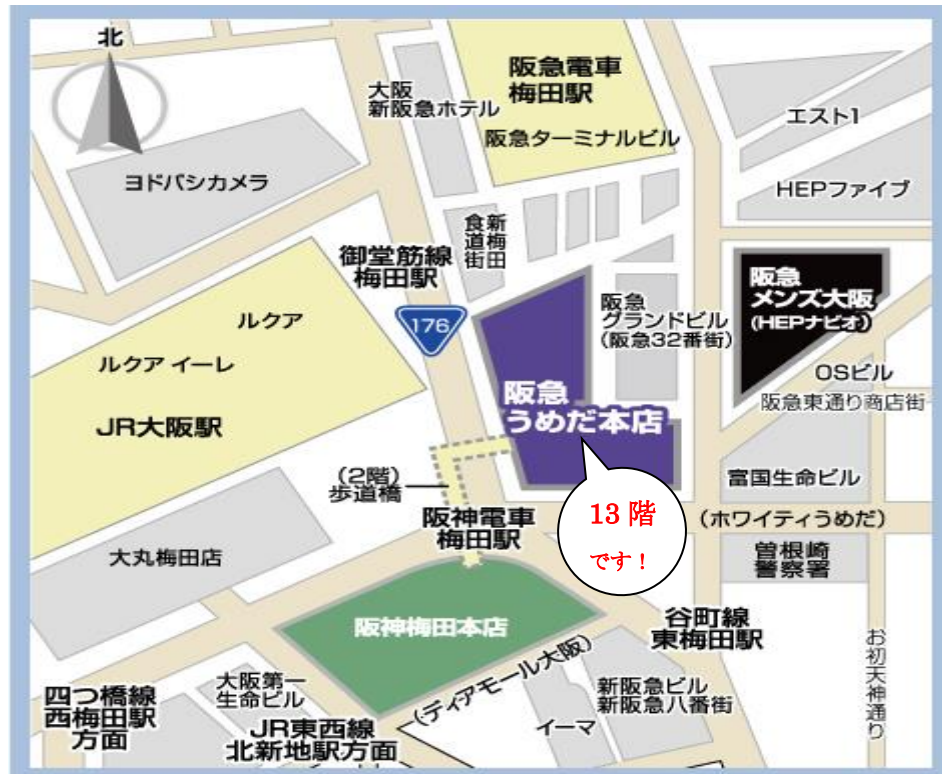 北
阪急電車
梅田駅
大阪
新阪急ホテル
阪急ターミナルビル
エスト1
ヨドバシカメラ
HEPファイブ
新梅田
食道街
御堂筋線
梅田駅
176
阪急
メンズ大阪
(HEPナビオ)
阪急
グランドビル
(阪急32番街)
ルクア
ルクア イーレ
OSビル
阪急東通り商店街
阪急
うめだ本店
JR大阪駅
(2階)
歩道橋
富国生命ビル
13 階
です!
阪神電車
梅田駅
(ホワイティうめだ)
大丸梅田店
曽根崎
警察署
阪神梅田本店
谷町線
東梅田駅
お初天神通り
(ディアモール大阪)
四つ橋線
西梅田駅
方面
大阪第一
生命ビル
JR東西線
北新地駅方面
イーマ
新阪急ビル
新阪急八番街